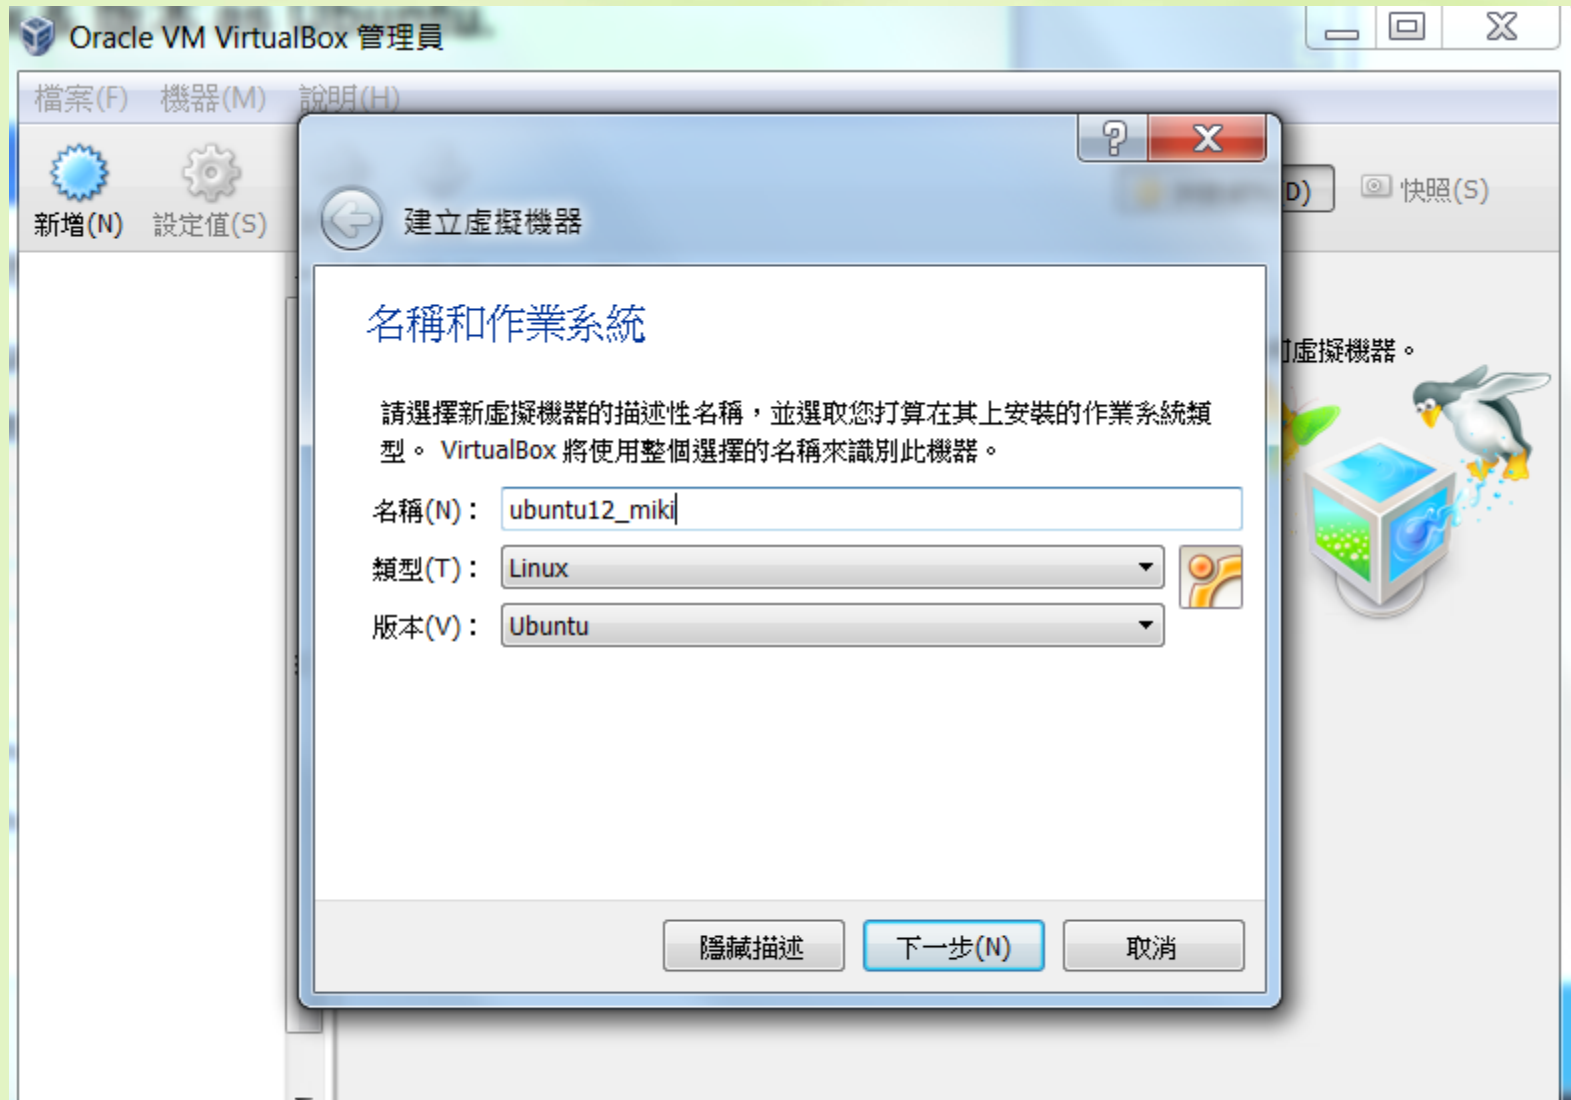 Oracle VM VirtualBox 管理員
檔案(F) 機器(M) 說明(H)
新增(N) 設定值(S)
D) 快照(S)
建立虛擬機器
名稱和作業系統
虛擬機器。
請選擇新虛擬機器的描述性名稱，並選取您打算在其上安裝的作業系統類
型。 VirtualBox 將使用整個選擇的名稱來識別此機器。
名稱(N)： ubuntu12_miki
類型(T)： Linux
版本(V)： Ubuntu
隱藏描述 下一步(N) 取消